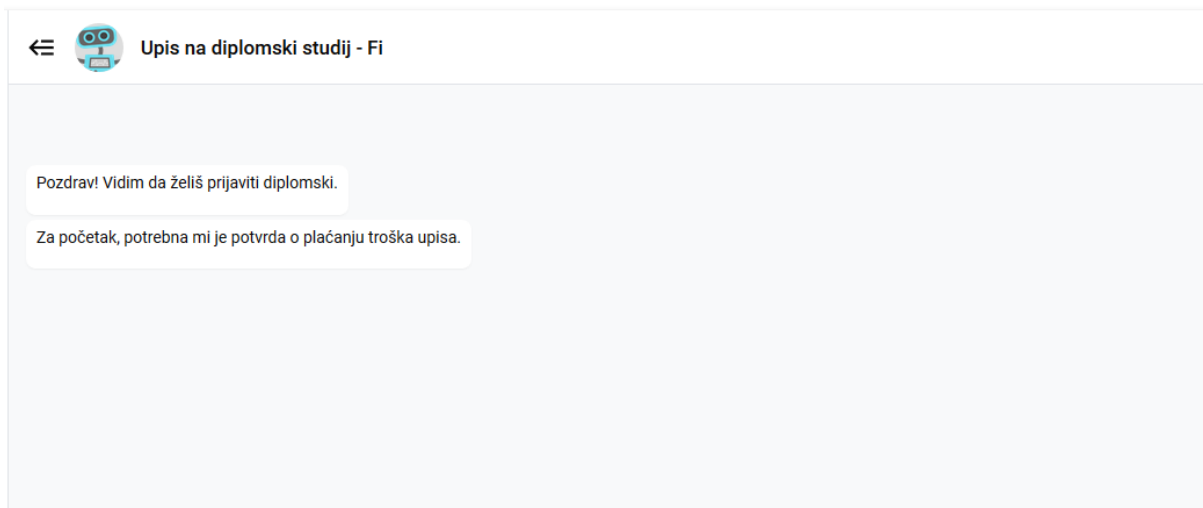 Upis na diplomski studij - Fi
Pozdrav! Vidim da želiš prijaviti diplomski.
Za početak, potrebna mi je potvrda o plaćanju troška upisa.